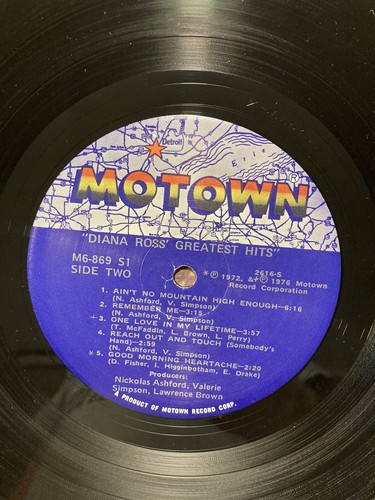 Detroit
Erie
MOTOWN®
"DIANA ROSS' GREATEST HITS"
M6-869 S1
SIDE TWO
2616-S
*Ⓟ 1972, &+Ⓟ 1976 Motown
Record Corporation
1. AIN'T NO MOUNTAIN HIGH ENOUGH—6:16
(N. Ashford, V. Simpson)
2. REMEMBER ME—3:15
(N. Ashford, V. Simpson)
+3. ONE LOVE IN MY LIFETIME—3:57
(T. McFaddin, L. Brown, L. Perry)
4. REACH OUT AND TOUCH (Somebody's
Hand)—2:59
(N. Ashford, V. Simpson)
*5. GOOD MORNING HEARTACHE—2:20
(D. Fisher, I. Higginbotham, E. Drake)
Producers:
Nickolas Ashford, Valerie
Simpson, Lawrence Brown
A PRODUCT OF MOTOWN RECORD CORP.